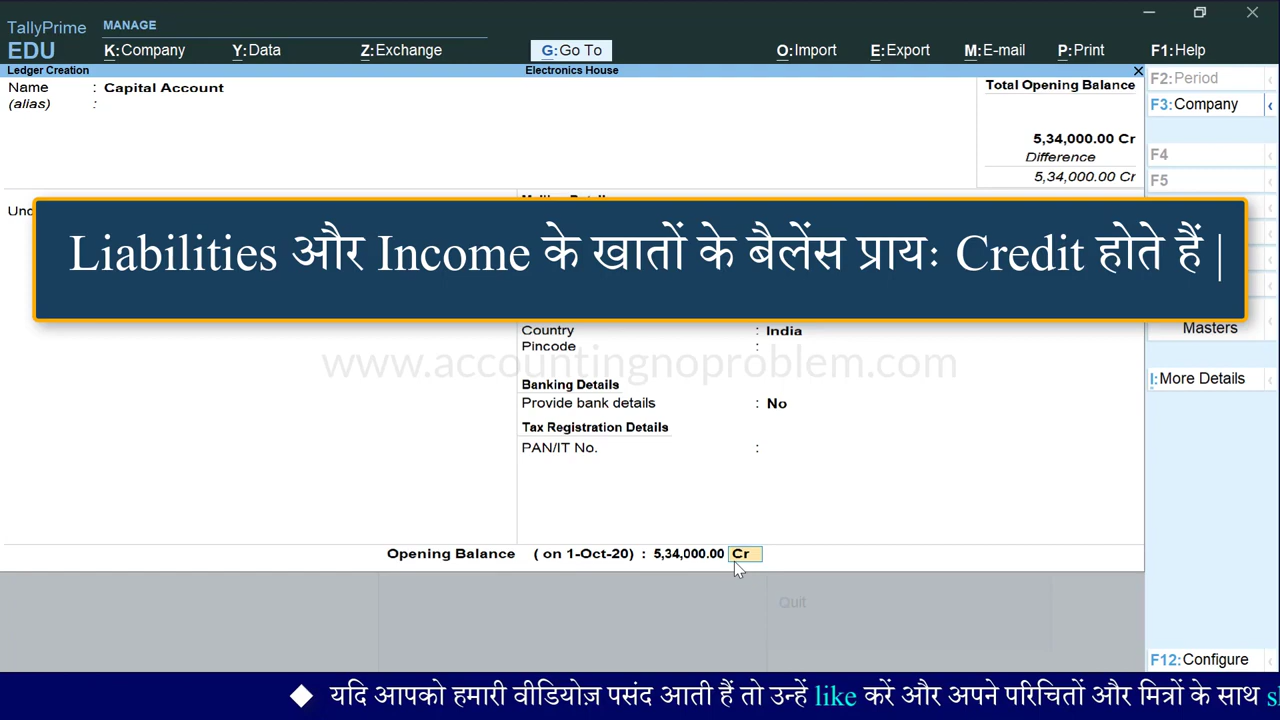 TallyPrime
EDU
MANAGE
K:Company Y:Data Z:Exchange G:Go To O:Import E:Export M:E-mail P:Print F1:Help
Ledger Creation Electronics House
Name : Capital Account
(alias) :
Total Opening Balance
5,34,000.00 Cr
Difference
5,34,000.00 Cr
F2:Period
F3:Company
F4
F5
Liabilities और Income के खातों के बैलेंस प्रायः Credit होते हैं |
Masters
Country : India
Pincode :
www.accountingnoproblem.com
I:More Details
Banking Details
Provide bank details : No
Tax Registration Details
PAN/IT No. :
Opening Balance ( on 1-Oct-20) : 5,34,000.00 Cr
Quit
F12:Configure
यदि आपको हमारी वीडियोज़ पसंद आती हैं तो उन्हें like करें और अपने परिचितों और मित्रों के साथ